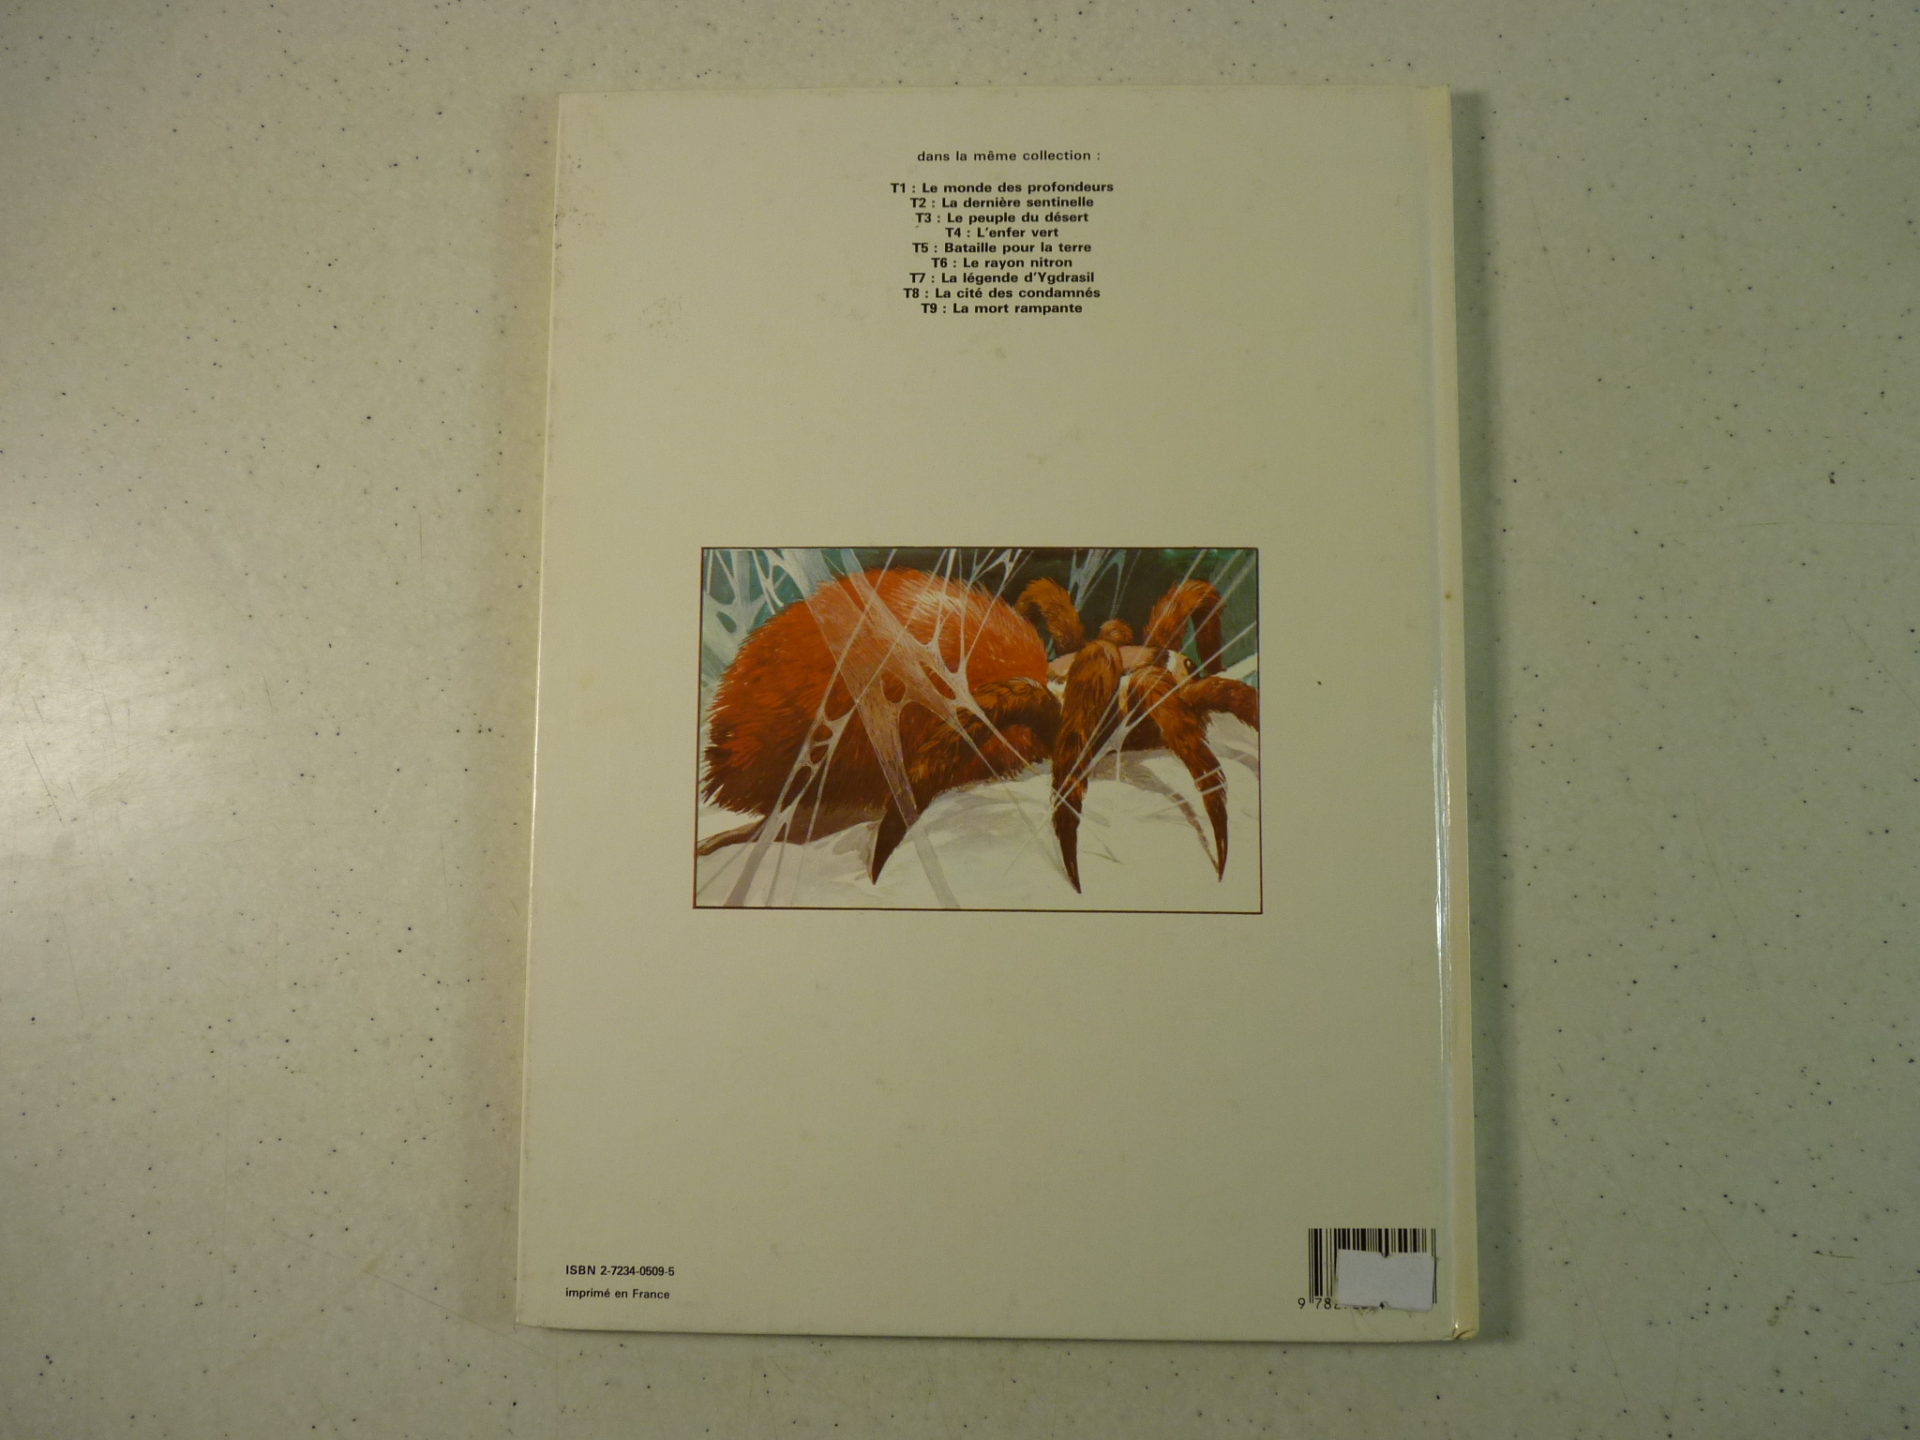 dans la même collection :
T1 : Le monde des profondeurs
T2 : La dernière sentinelle
T3 : Le peuple du désert
T4 : L'enfer vert
T5 : Bataille pour la terre
T6 : Le rayon nitron
T7 : La légende d'Ygdrasil
T8 : La cité des condamnés
T9 : La mort rampante
ISBN 2-7234-0509-5
imprimé en France